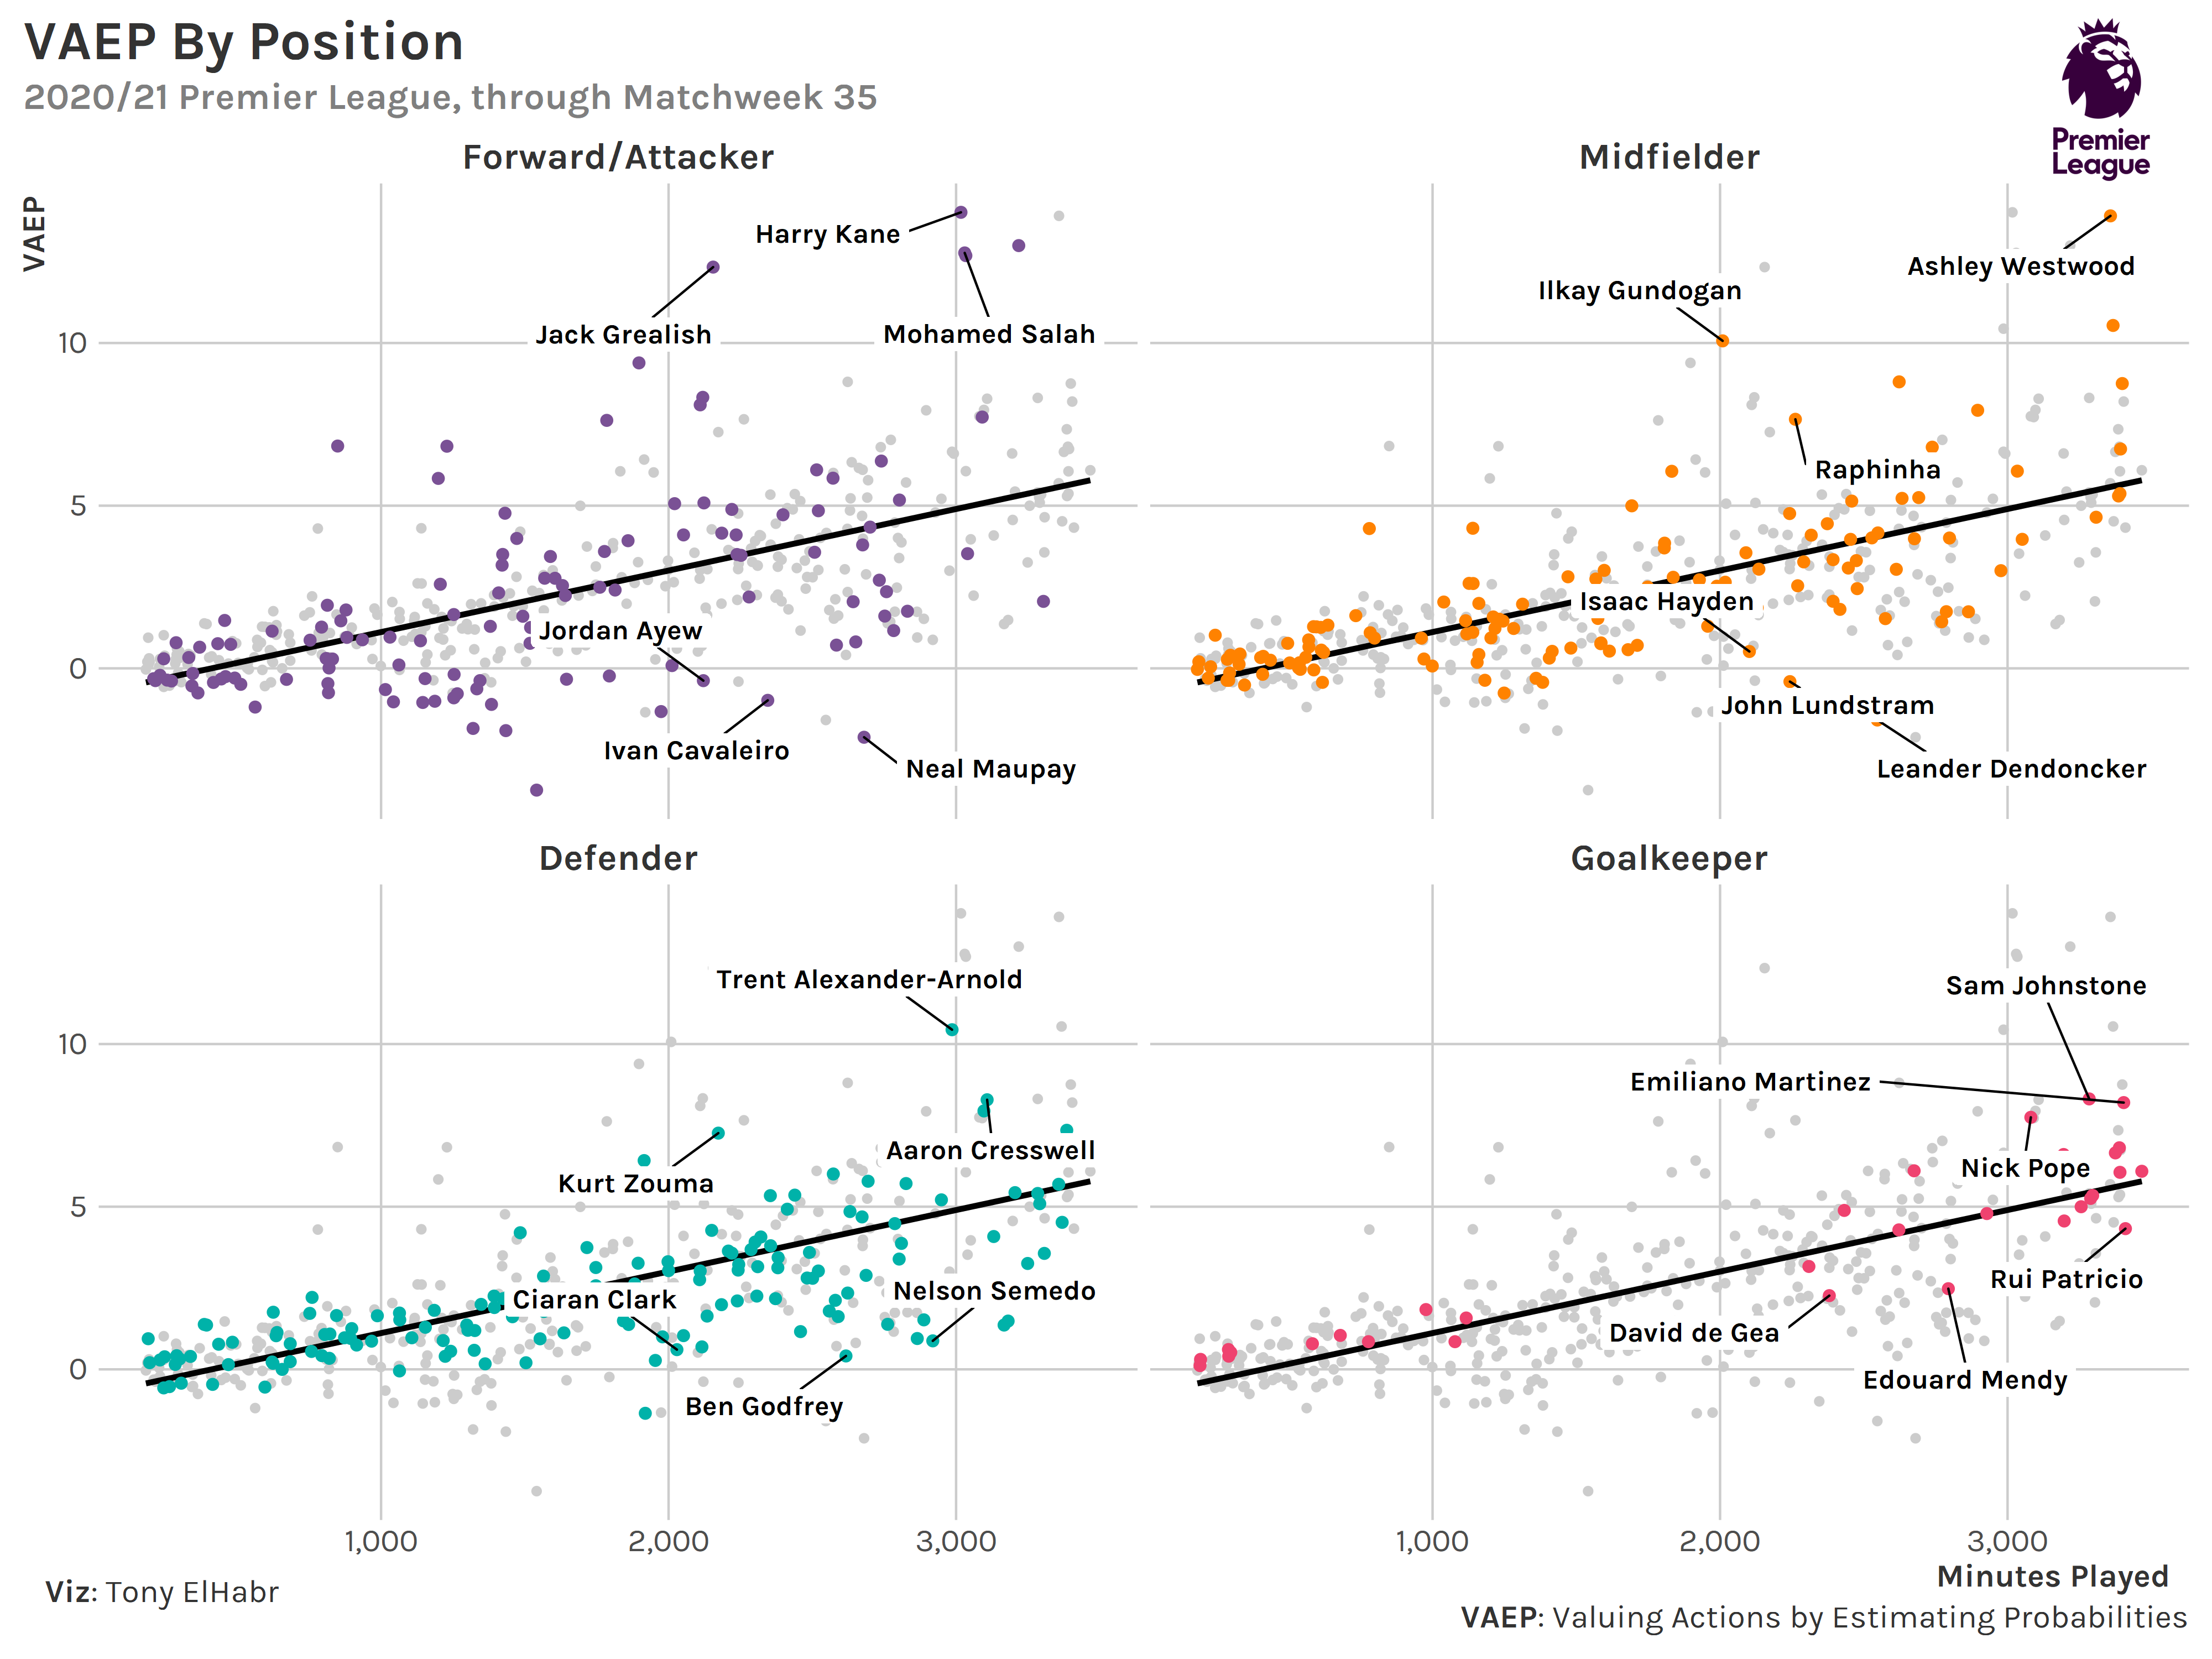 VAEP By Position
2020/21 Premier League, through Matchweek 35
Premier
League
Forward/Attacker
VAEP
10
5
0
Harry Kane
Jack Grealish
Mohamed Salah
Jordan Ayew
Ivan Cavaleiro
Neal Maupay
Midfielder
Ashley Westwood
Ilkay Gundogan
Raphinha
Isaac Hayden
John Lundstram
Leander Dendoncker
Defender
10
5
0
Trent Alexander-Arnold
Aaron Cresswell
Kurt Zouma
Nelson Semedo
Ciaran Clark
Ben Godfrey
1,000
2,000
3,000
Goalkeeper
Sam Johnstone
Emiliano Martinez
Nick Pope
Rui Patricio
David de Gea
Edouard Mendy
1,000
2,000
3,000
Minutes Played
Viz: Tony ElHabr
VAEP: Valuing Actions by Estimating Probabilities